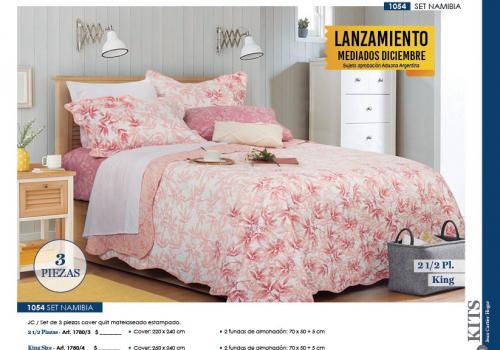 1054 SET NAMIBIA
LANZAMIENTO
MEDIADOS DICIEMBRE
Sujeto aprobación Aduana Argentina
3
PIEZAS
2 1/2 Pl.
King
KITS
Jean Cartier Hogar
1054 SET NAMIBIA
JC / Set de 3 piezas cover quilt matelaseado estampado.
2 1/2 Plazas - Art. 1780/3 $ ______ • Cover: 220 x 240 cm • 2 fundas de almohadón: 70 x 50 + 5 cm
King Size - Art. 1780/4 $ ______ • Cover: 260 x 240 cm • 2 fundas de almohadón: 70 x 50 + 5 cm